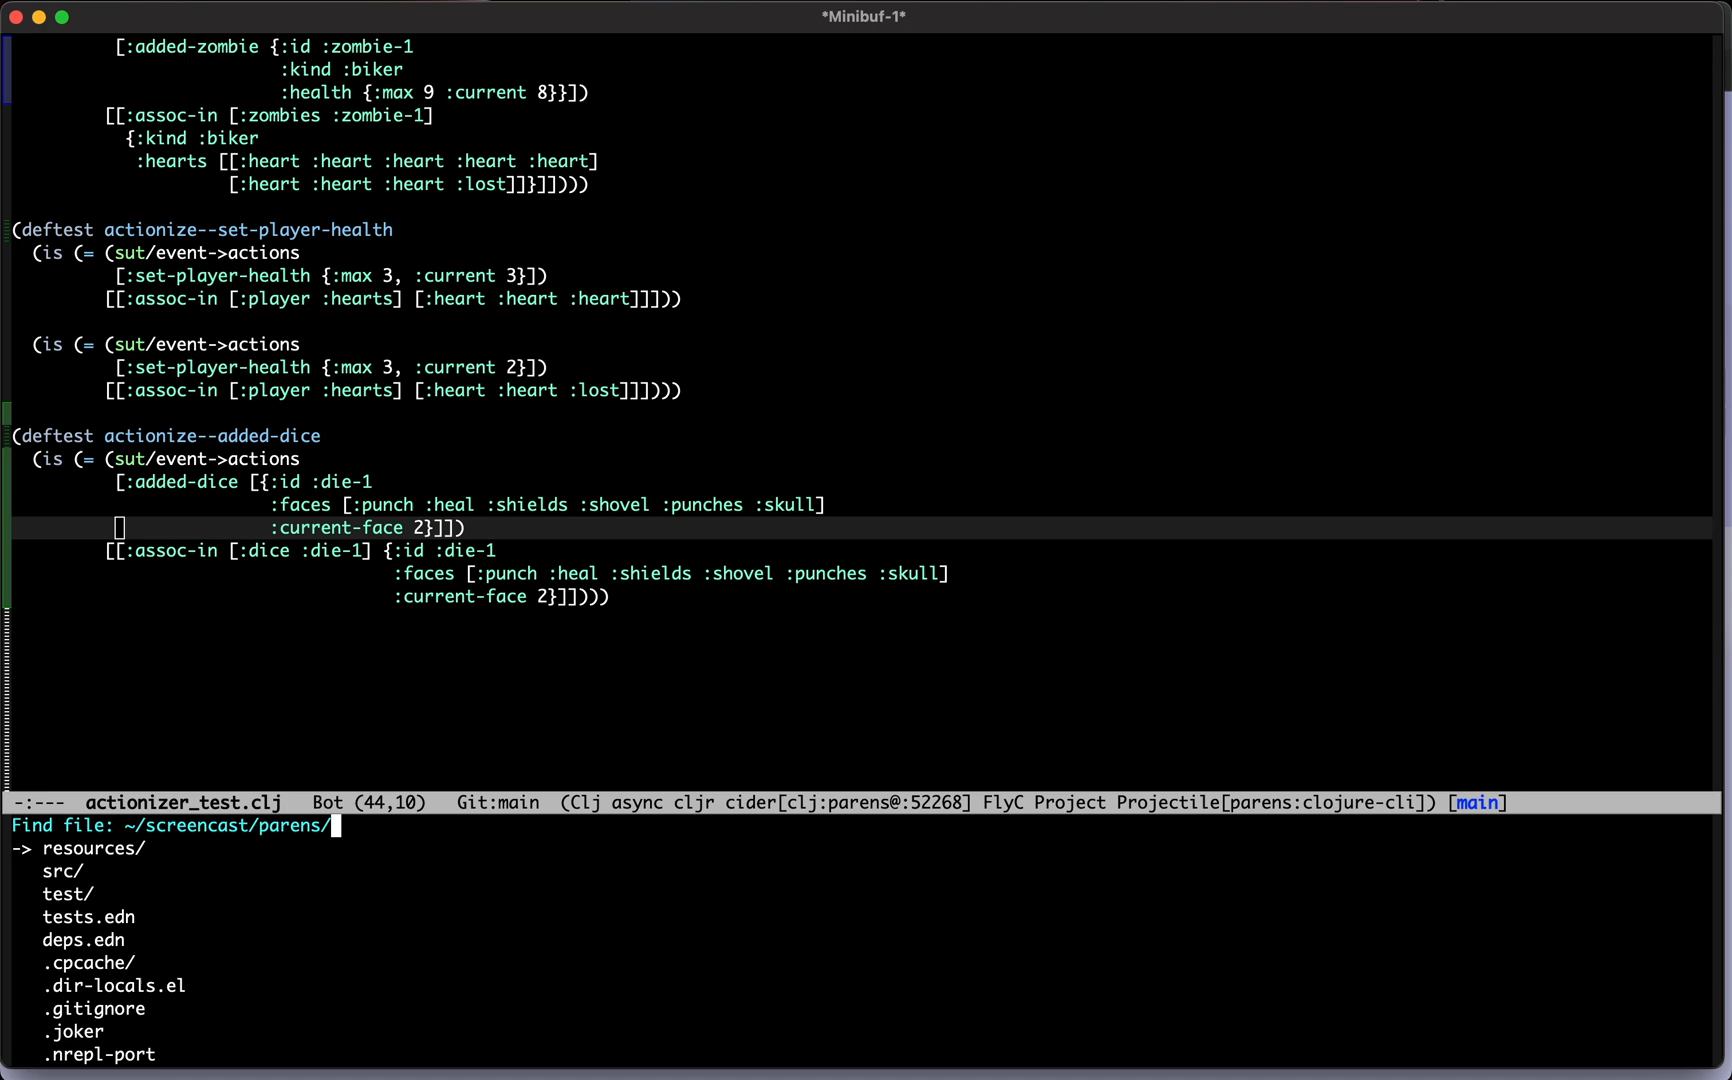 *Minibuf-1*
[:added-zombie {:id :zombie-1
:kind :biker
:health {:max 9 :current 8}}])
[[:assoc-in [:zombies :zombie-1]
{:kind :biker
:hearts [[:heart :heart :heart :heart :heart]
[:heart :heart :heart :lost]]}]])))
(deftest actionize--set-player-health
(is (= (sut/event->actions
[:set-player-health {:max 3, :current 3}])
[[:assoc-in [:player :hearts] [:heart :heart :heart]]]))
(is (= (sut/event->actions
[:set-player-health {:max 3, :current 2}])
[[:assoc-in [:player :hearts] [:heart :heart :lost]]])))
(deftest actionize--added-dice
(is (= (sut/event->actions
[:added-dice [{:id :die-1
:faces [:punch :heal :shields :shovel :punches :skull]
:current-face 2}]])
[[:assoc-in [:dice :die-1] {:id :die-1
:faces [:punch :heal :shields :shovel :punches :skull]
:current-face 2}]])))
-:--- actionizer_test.clj Bot (44,10) Git:main (Clj async cljr cider[clj:parens@:52268] FlyC Project Projectile[parens:clojure-cli]) [main]
Find file: ~/screencast/parens/
-> resources/
src/
test/
tests.edn
deps.edn
.cpcache/
.dir-locals.el
.gitignore
.joker
.nrepl-port